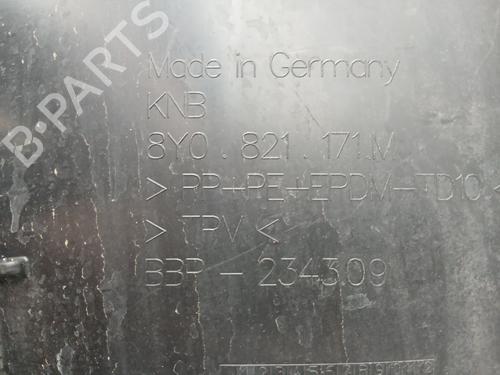 B-PARTS
Made in Germany
KNB
8Y0 . 821 . 171.M
> PP+PE+EPDM-TD10
> TPV <
BBP - 234309